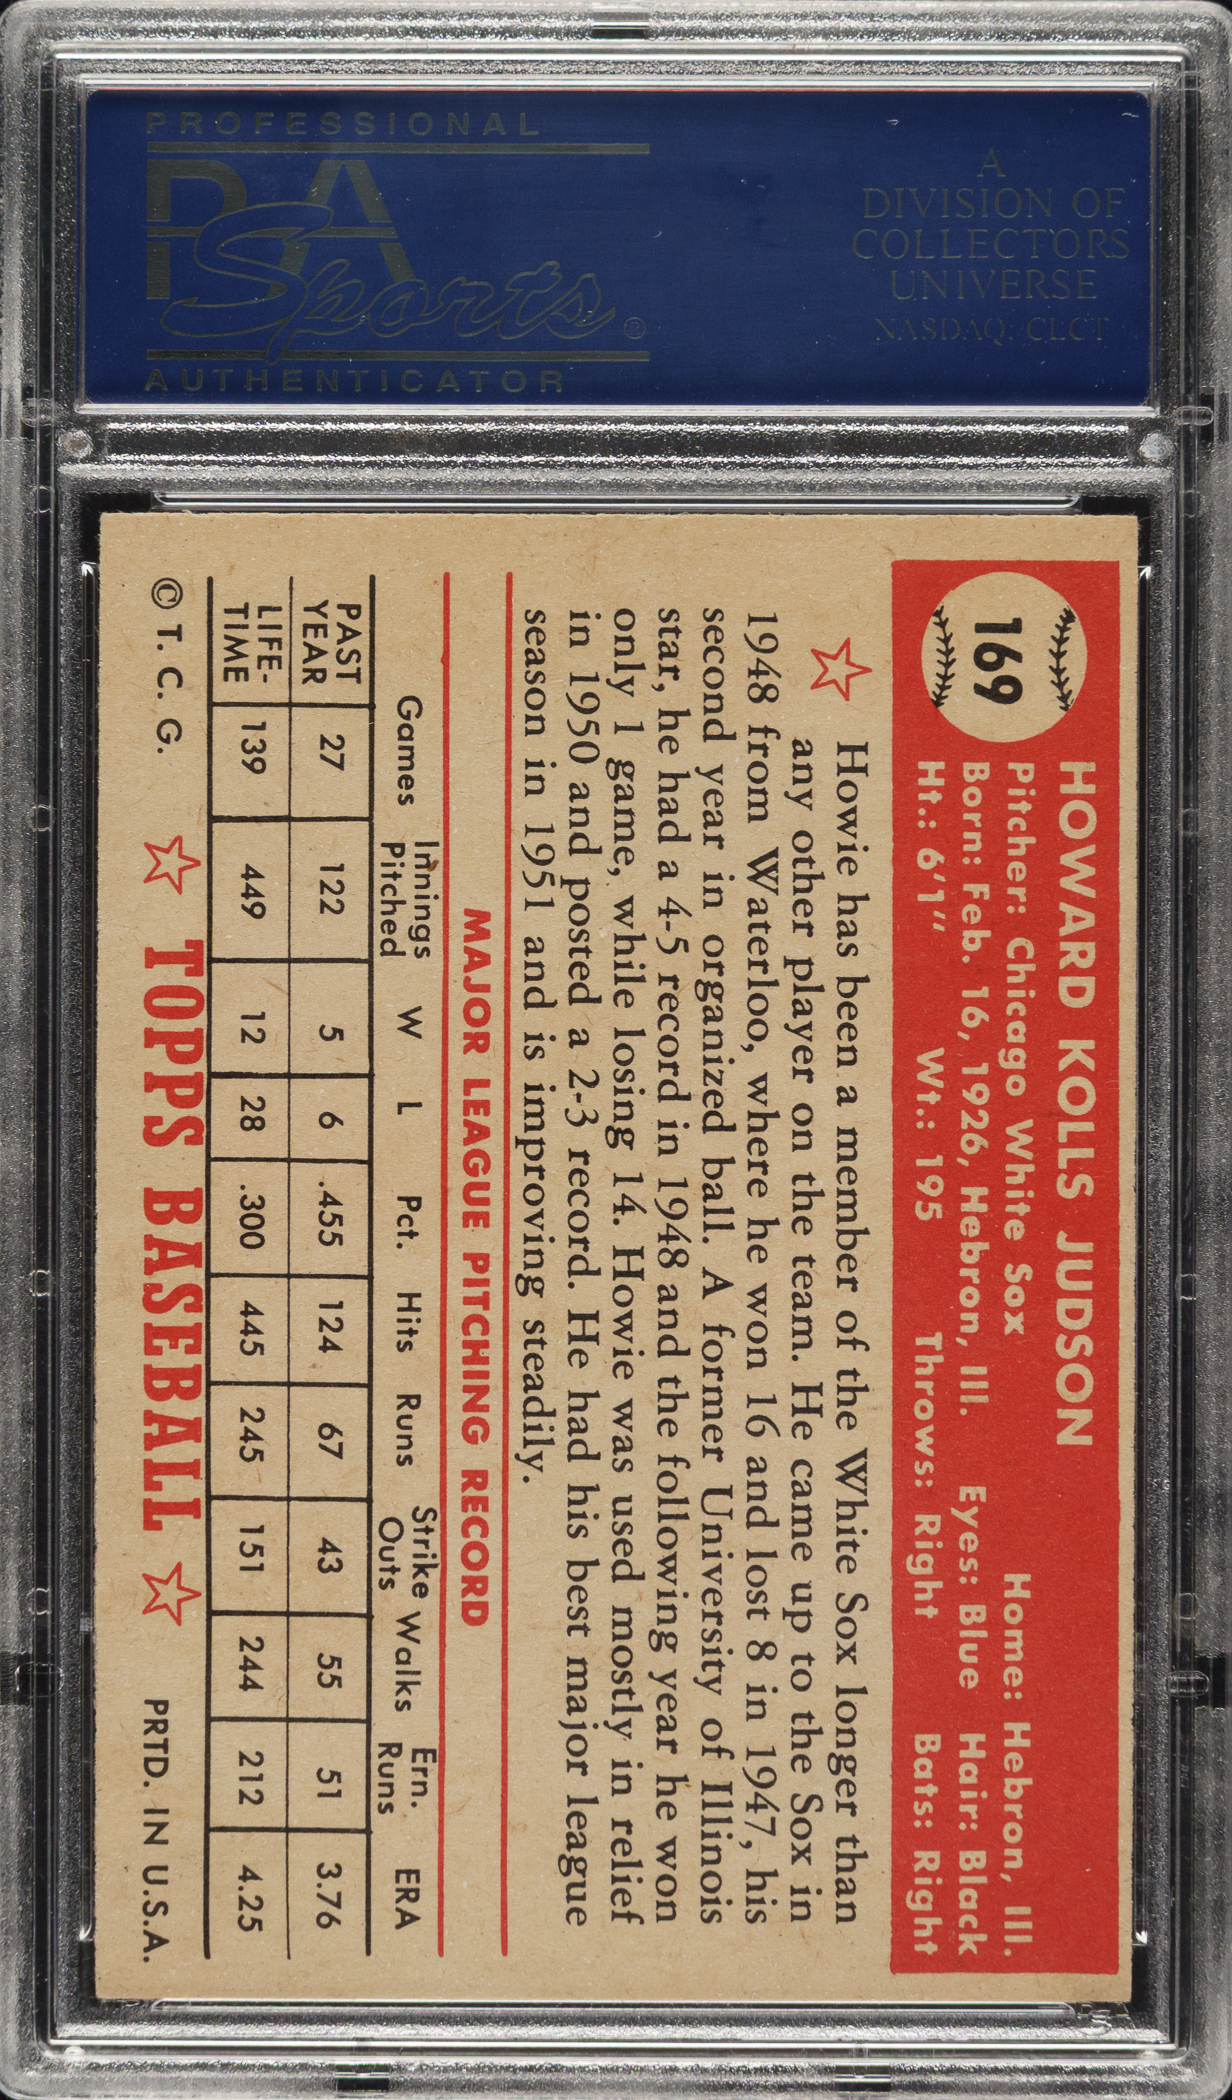 PROFESSIONAL
PSA
Sports®
AUTHENTICATOR
A
DIVISION OF
COLLECTORS
UNIVERSE
NASDAQ: CLCT
169
HOWARD KOLLS JUDSON
Pitcher: Chicago White Sox Home: Hebron, Ill.
Born: Feb. 16, 1926, Hebron, Ill. Eyes: Blue Hair: Black
Ht.: 6'1" Wt.: 195 Throws: Right Bats: Right
Howie has been a member of the White Sox longer than
any other player on the team. He came up to the Sox in
1948 from Waterloo, where he won 16 and lost 8 in 1947, his
second year in organized ball. A former University of Illinois
star, he had a 4-5 record in 1948 and the following year he won
only 1 game, while losing 14. Howie was used mostly in relief
in 1950 and posted a 2-3 record. He had his best major league
season in 1951 and is improving steadily.
MAJOR LEAGUE PITCHING RECORD
Games Innings Pitched W L Pct. Hits Runs Strike Outs Walks Ern. Runs ERA
PAST YEAR 27 122 5 6 .455 124 67 43 55 51 3.76
LIFE-TIME 139 449 12 28 .300 445 245 151 244 212 4.25
© T. C. G. TOPPS BASEBALL PRTD. IN U.S.A.